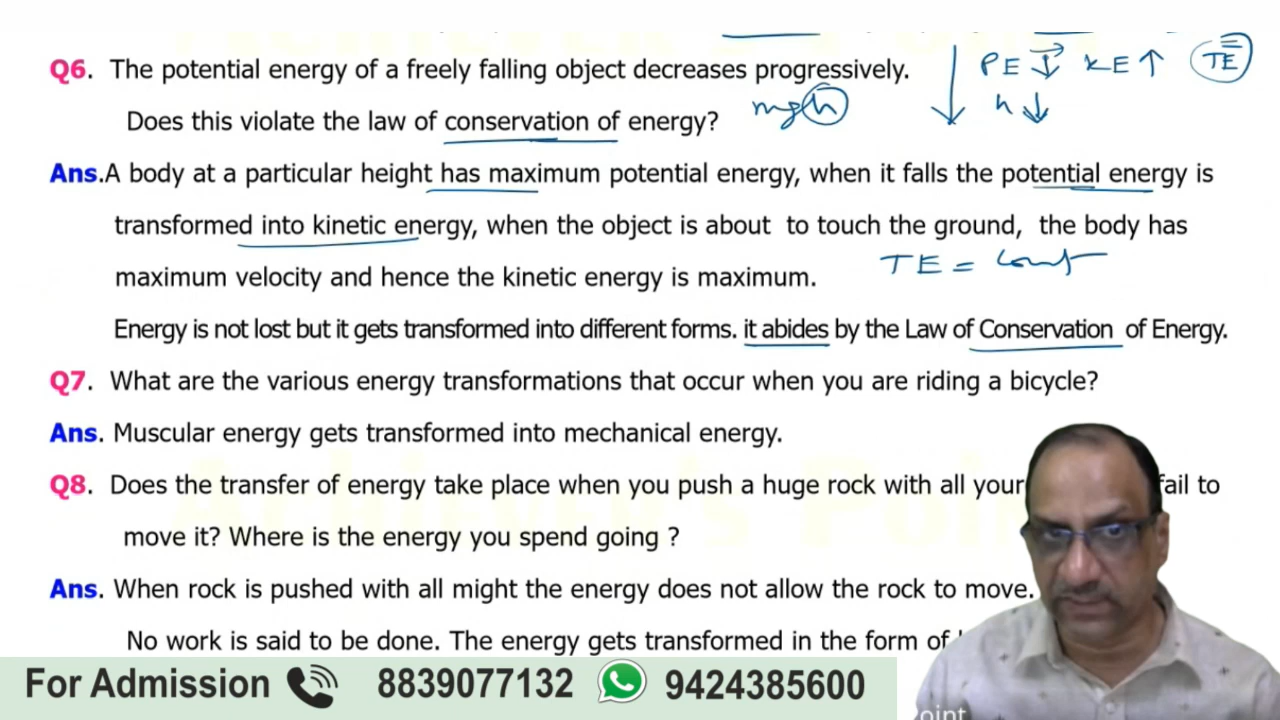 Q6. The potential energy of a freely falling object decreases progressively.
PE ↓ KE ↑ TE
Does this violate the law of conservation of energy?
mgh
h ↓
Ans.A body at a particular height has maximum potential energy, when it falls the potential energy is
transformed into kinetic energy, when the object is about to touch the ground, the body has
maximum velocity and hence the kinetic energy is maximum.
TE = const
Energy is not lost but it gets transformed into different forms. it abides by the Law of Conservation of Energy.
Q7. What are the various energy transformations that occur when you are riding a bicycle?
Ans. Muscular energy gets transformed into mechanical energy.
Q8. Does the transfer of energy take place when you push a huge rock with all your fail to
move it? Where is the energy you spend going ?
Ans. When rock is pushed with all might the energy does not allow the rock to move.
No work is said to be done. The energy gets transformed in the form of
For Admission 8839077132 9424385600
Point